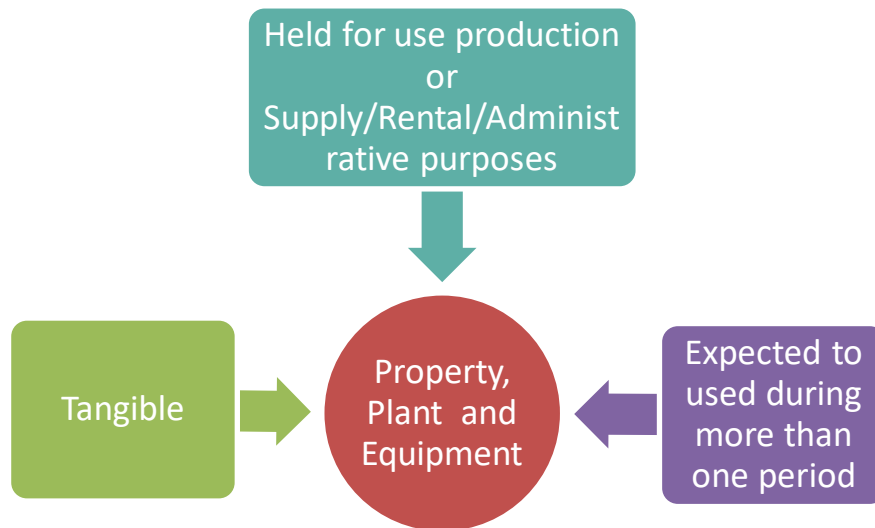 Held for use production
or
Supply/Rental/Administ
rative purposes
Tangible
Property,
Plant and
Equipment
Expected to
used during
more than
one period